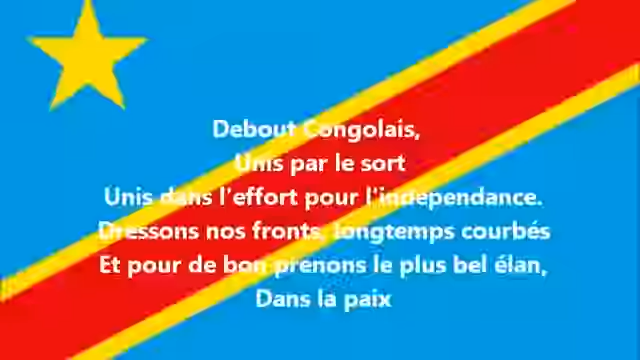 Debout Congolais,
Unis par le sort
Unis dans l'effort pour l'independance.
Dressons nos fronts, longtemps courbés
Et pour de bon prenons le plus bel élan,
Dans la paix